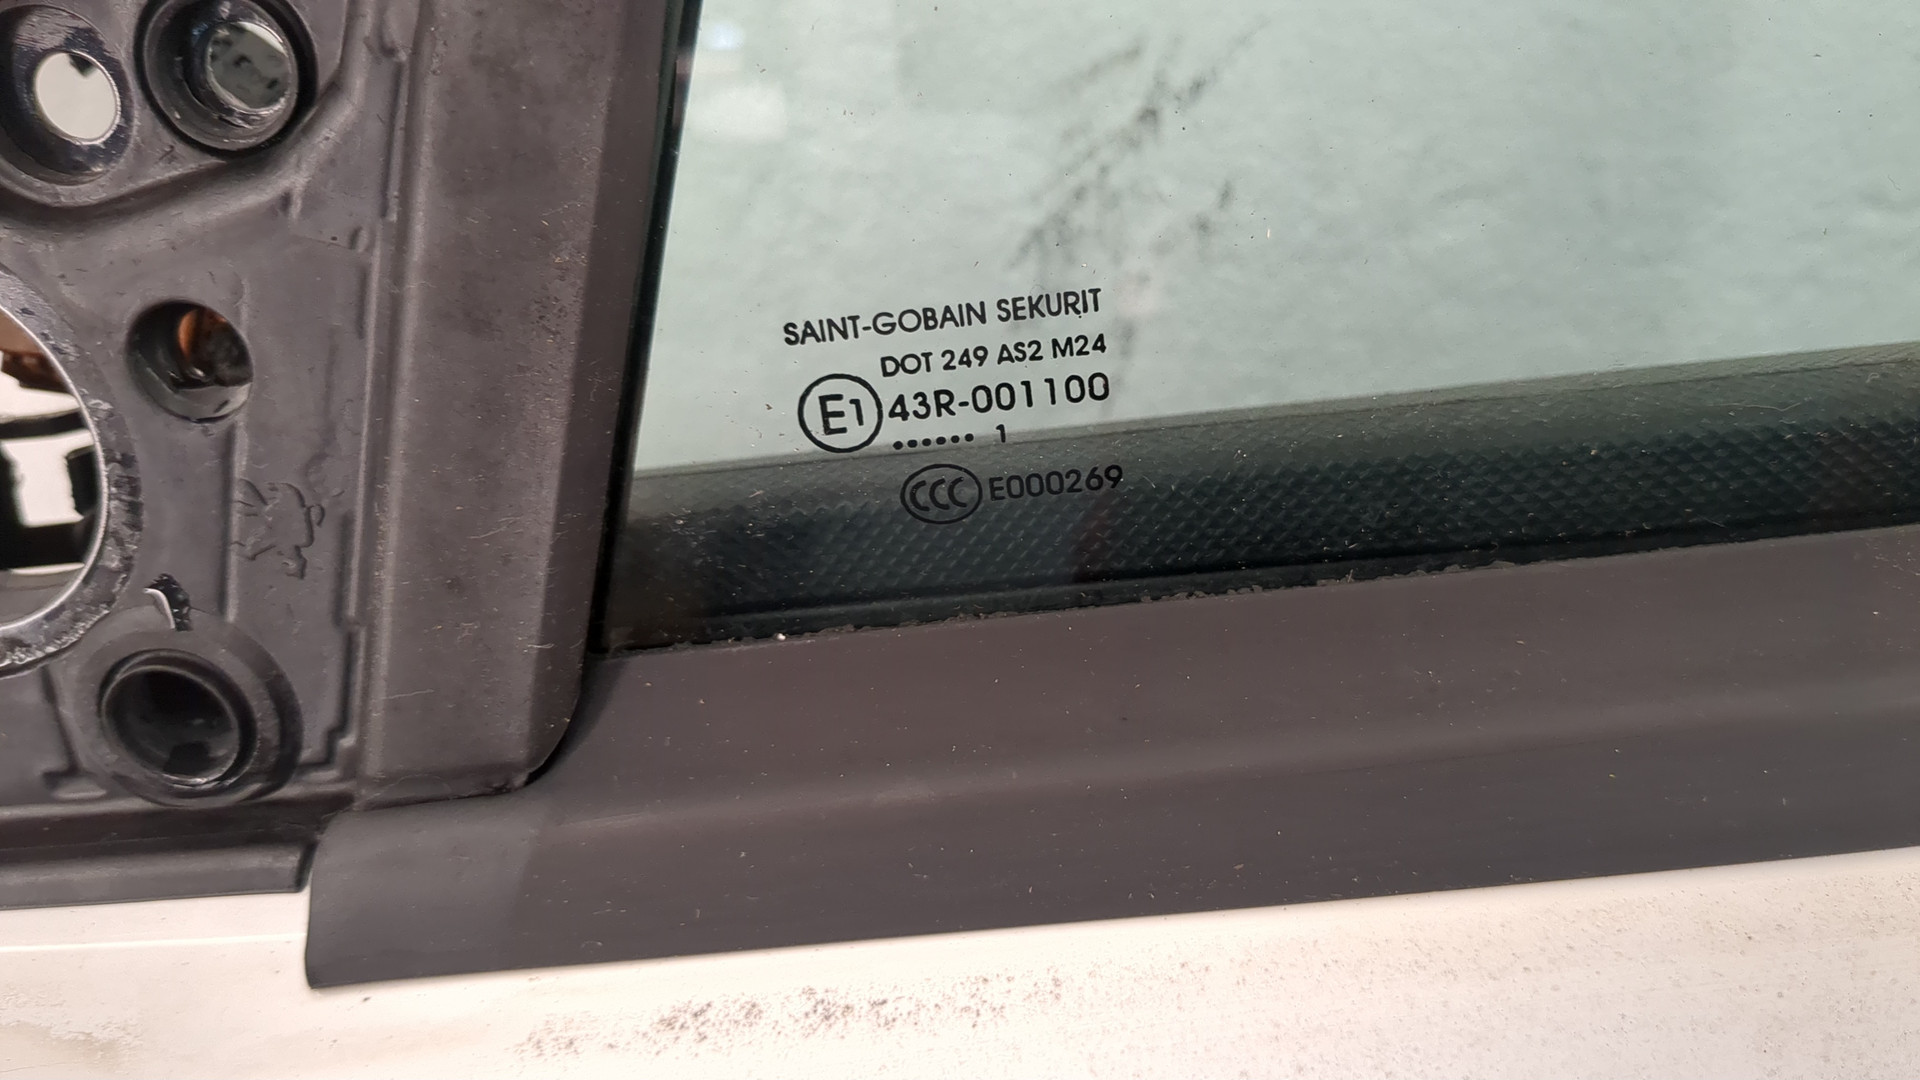 SAINT-GOBAIN SEKURIT
DOT 249 AS2 M24
E1 43R-001100
•••••• 1
CCC E000269